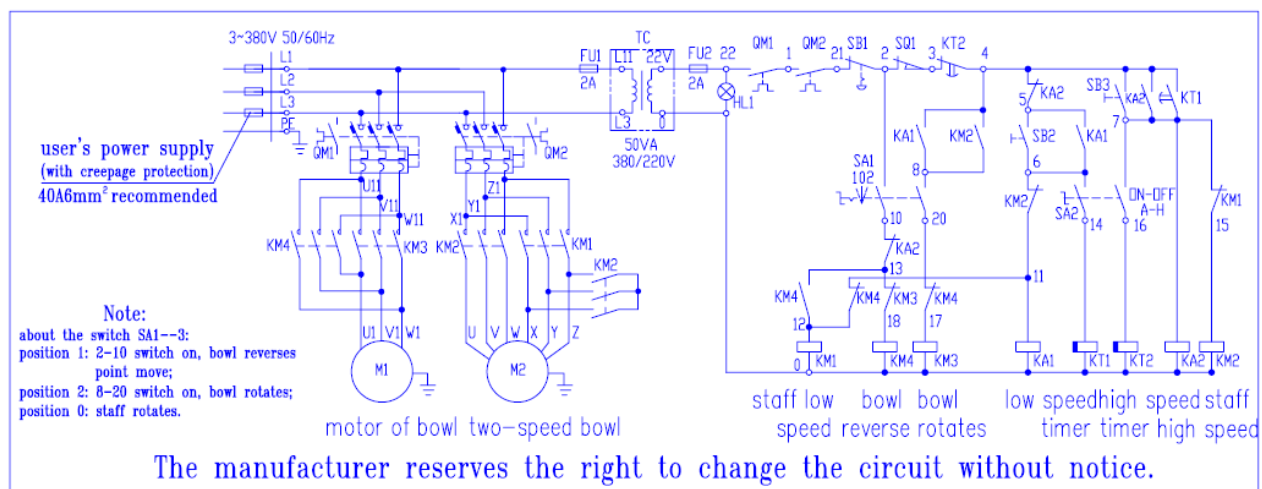 3~380V 50/60Hz
L1
L2
L3
PE
FU1
2A
TC
L11 22V
L3 0
50VA
380/220V
FU2
2A
22
HL1
QM1
1
QM2
21
SB1
2
SQ1
3
KT2
4
user's power supply
(with creepage protection)
40A6mm² recommended
QM1
QM2
U11
V11
W11
Z1
Y1
X1
KM4
KM3
KM2
KM1
KM2
U1
V1
W1
U
V
W
X
Y
Z
M1
M2
KA2
5
SB3
KA2
KT1
7
KA1
KM2
SB2
KA1
8
6
SA1
102
KM2
SA2
ON-OFF
A-H
KM1
10
20
14
16
15
KA2
13
11
KM4
KM4
KM3
KM4
12
18
17
0
KM1
KM4
KM3
KA1
KT1
KT2
KA2
KM2
Note:
about the switch SA1--3:
position 1: 2-10 switch on, bowl reverses
point move;
position 2: 8-20 switch on, bowl rotates;
position 0: staff rotates.
motor of bowl two-speed bowl
staff low bowl bowl low speedhigh speed staff
speed reverse rotates timer timer high speed
The manufacturer reserves the right to change the circuit without notice.